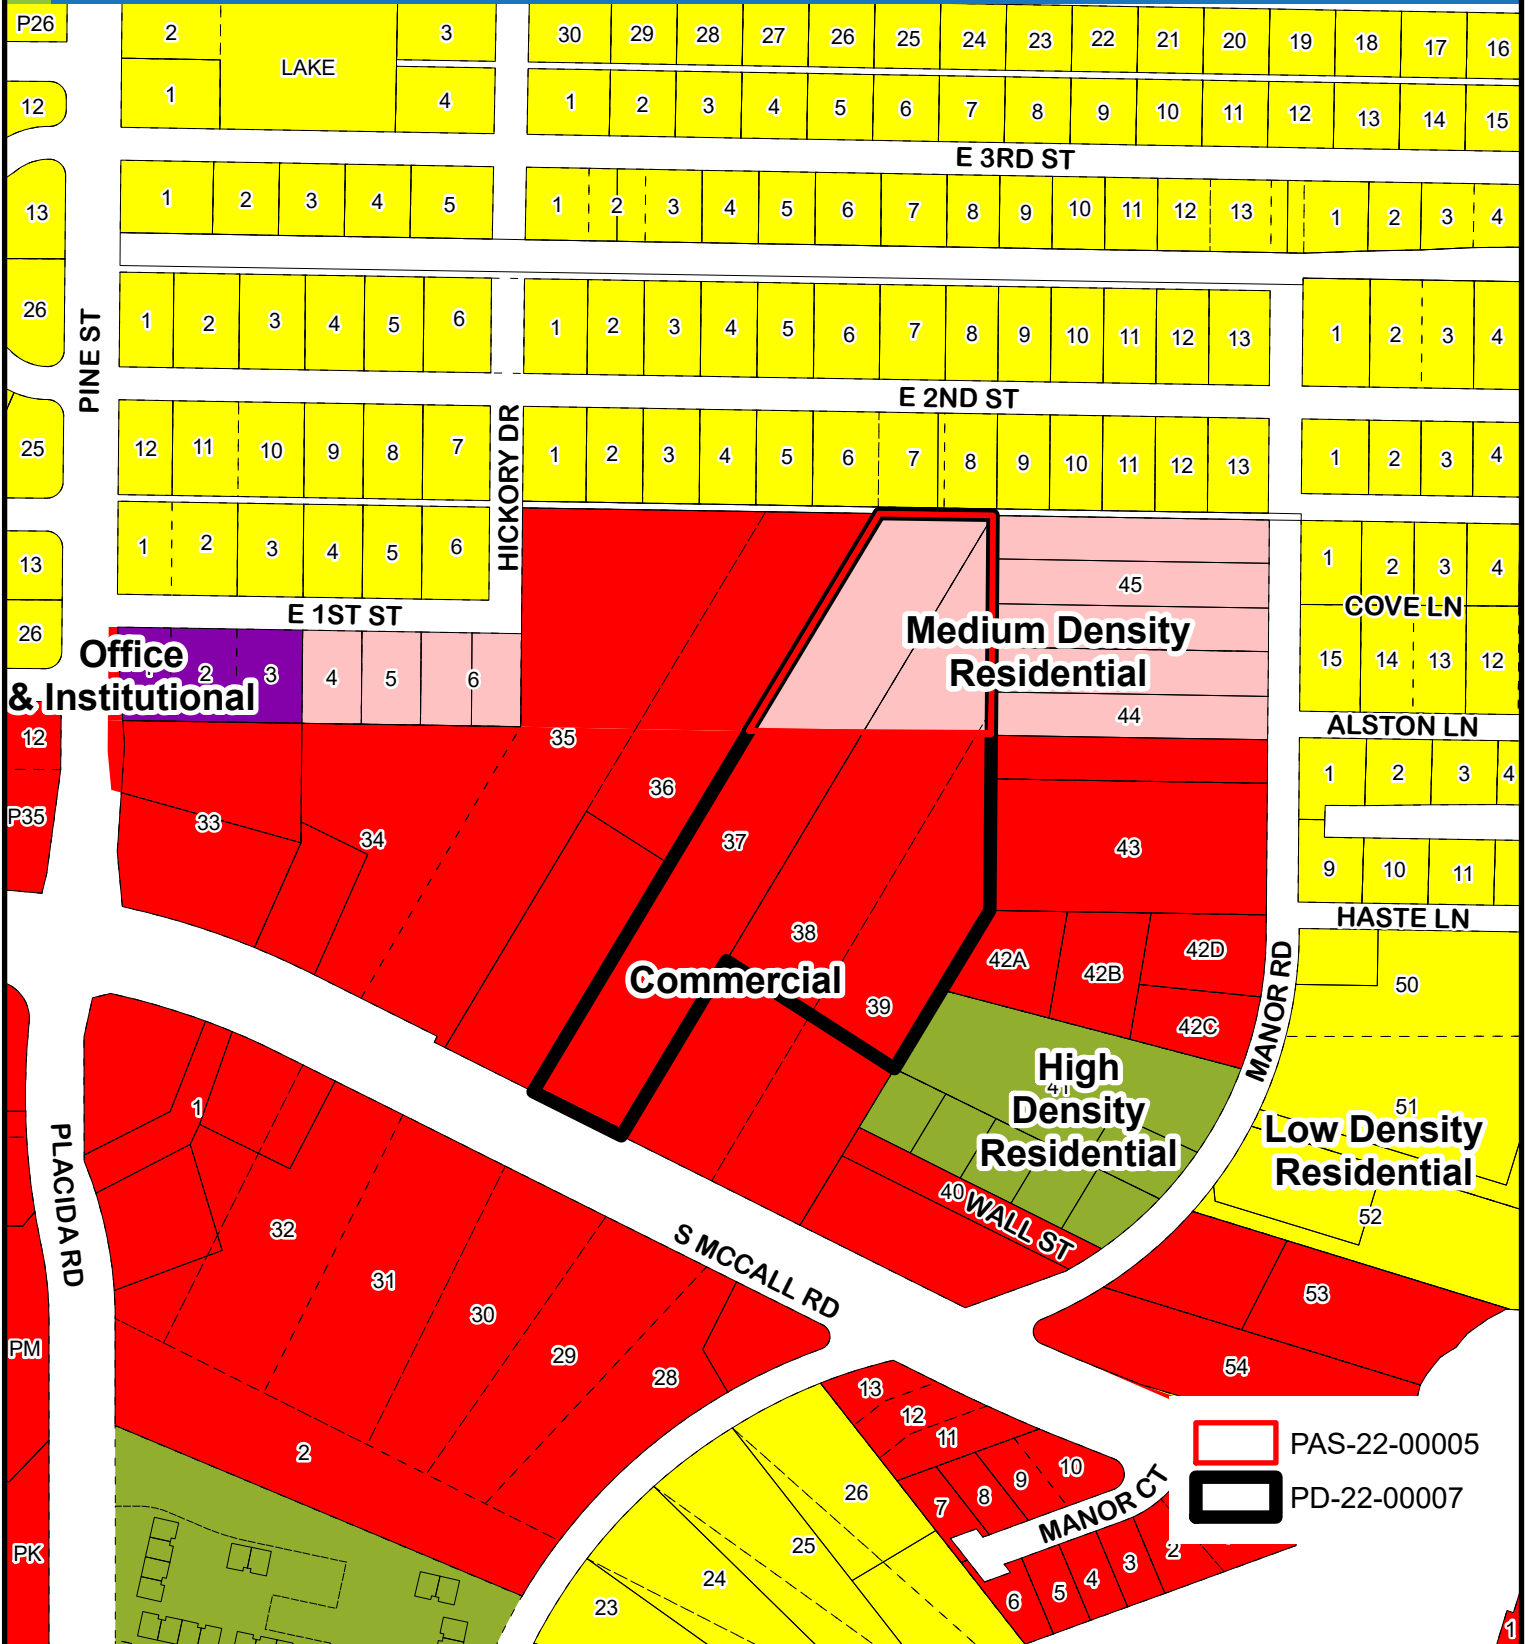 P26 2 3 30 29 28 27 26 25 24 23 22 21 20 19 18 17 16
LAKE
12 1 4 1 2 3 4 5 6 7 8 9 10 11 12 13 14 15
E 3RD ST
13 1 2 3 4 5 1 2 3 4 5 6 7 8 9 10 11 12 13 1 2 3 4
26 1 2 3 4 5 6 1 2 3 4 5 6 7 8 9 10 11 12 13 1 2 3 4
PINE ST
E 2ND ST
HICKORY DR
25 12 11 10 9 8 7 1 2 3 4 5 6 7 8 9 10 11 12 13 1 2 3 4
13 1 2 3 4 5 6 45 1 2 3 4
COVE LN
E 1ST ST
26
Office
& Institutional
2 3 4 5 6
Medium Density
Residential
15 14 13 12
44
ALSTON LN
12 35
36 1 2 3 4
P35 33 34 37 43
9 10 11
HASTE LN
38
42A 42B 42D
42C
Commercial
39
MANOR RD
50
High
Density
Residential
41
51
Low Density
Residential
52
1
PLACIDA RD
40 WALL ST
32 31 30 29 28
S MCCALL RD
53
54
PM
13 12 11 10 9 8 7
MANOR CT
2
26 25 24 23
PK
6 5 4 3 2
1
PAS-22-00005
PD-22-00007